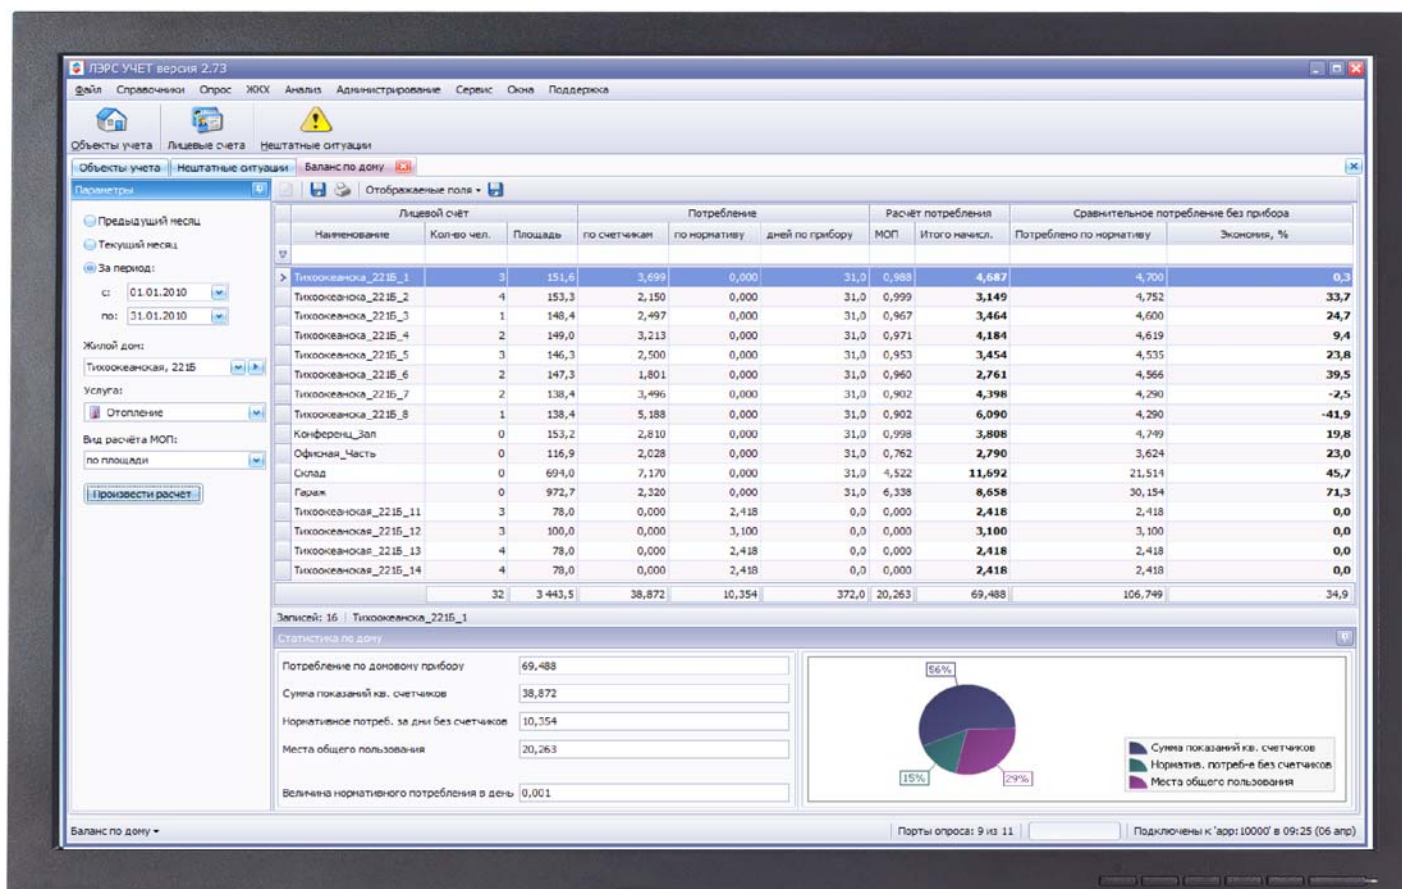 ЛЭРС УЧЕТ версия 2.73
Файл Справочники Опрос ЖКХ Анализ Администрирование Сервис Окна Поддержка
Объекты учета Лицевые счета Нештатные ситуации
Объекты учета Нештатные ситуации Баланс по дому
Параметры
Предыдущий месяц
Текущий месяц
За период:
с: 01.01.2010
по: 31.01.2010
Жилой дом:
Тихоокеанская, 221Б
Услуга:
Отопление
Вид расчёта МОП:
по площади
Произвести расчет
Отображаемые поля
Лицевой счёт Потребление Расчёт потребления Сравнительное потребление без прибора
Наименование Кол-во чел. Площадь по счетчикам по нормативу дней по прибору МОП Итого начисл. Потреблено по нормативу Экономия, %
Тихоокеанска_221Б_1 3 151,6 3,699 0,000 31,0 0,988 4,687 4,700 0,3
Тихоокеанска_221Б_2 4 153,3 2,150 0,000 31,0 0,999 3,149 4,752 33,7
Тихоокеанска_221Б_3 1 148,4 2,497 0,000 31,0 0,967 3,464 4,600 24,7
Тихоокеанска_221Б_4 2 149,0 3,213 0,000 31,0 0,971 4,184 4,619 9,4
Тихоокеанска_221Б_5 3 146,3 2,500 0,000 31,0 0,953 3,454 4,535 23,8
Тихоокеанска_221Б_6 2 147,3 1,801 0,000 31,0 0,960 2,761 4,566 39,5
Тихоокеанска_221Б_7 2 138,4 3,496 0,000 31,0 0,902 4,398 4,290 -2,5
Тихоокеанска_221Б_8 1 138,4 5,188 0,000 31,0 0,902 6,090 4,290 -41,9
Конференц_Зал 0 153,2 2,810 0,000 31,0 0,998 3,808 4,749 19,8
Офисная_Часть 0 116,9 2,028 0,000 31,0 0,762 2,790 3,624 23,0
Склад 0 694,0 7,170 0,000 31,0 4,522 11,692 21,514 45,7
Гараж 0 972,7 2,320 0,000 31,0 6,338 8,658 30,154 71,3
Тихоокеанская_221Б_11 3 78,0 0,000 2,418 0,0 0,000 2,418 2,418 0,0
Тихоокеанская_221Б_12 3 100,0 0,000 3,100 0,0 0,000 3,100 3,100 0,0
Тихоокеанская_221Б_13 4 78,0 0,000 2,418 0,0 0,000 2,418 2,418 0,0
Тихоокеанская_221Б_14 4 78,0 0,000 2,418 0,0 0,000 2,418 2,418 0,0
32 3 443,5 38,872 10,354 372,0 20,263 69,488 106,749 34,9
Записей: 16 Тихоокеанска_221Б_1
Статистика по дому
Потребление по домовому прибору 69,488
Сумма показаний кв. счетчиков 38,872
Нормативное потреб. за дни без счетчиков 10,354
Места общего пользования 20,263
Величина нормативного потребления в день 0,001
56%
15%
29%
Сумма показаний кв. счетчиков
Норматив. потреб-е без счетчиков
Места общего пользования
Баланс по дому Порты опроса: 9 из 11 Подключены к 'app:10000' в 09:25 (06 апр)